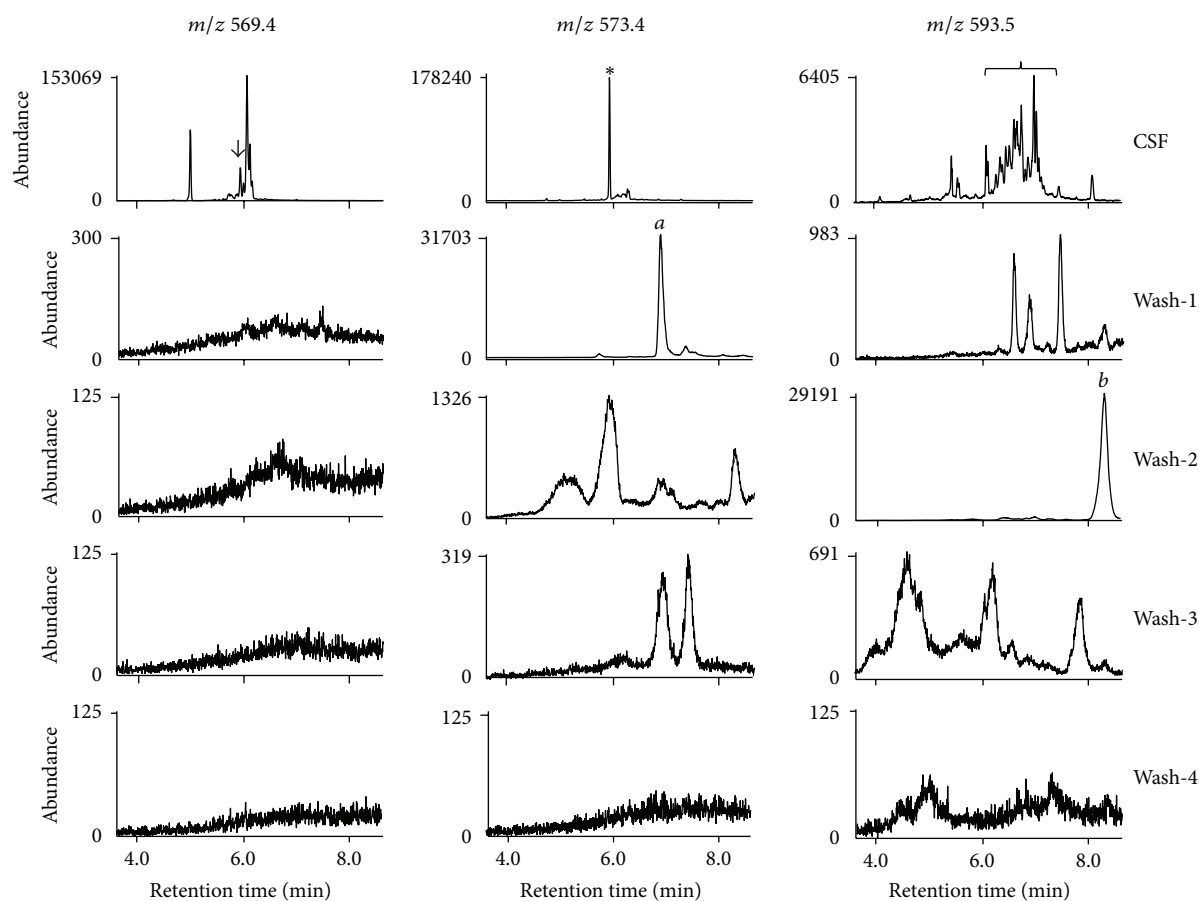 m/z 569.4 m/z 573.4 m/z 593.5
153069 178240 * 6405
Abundance CSF
0 0 0
a
300 31703 983
Abundance Wash-1
0 0 0
b
125 1326 29191
Abundance Wash-2
0 0 0
125 319 691
Abundance Wash-3
0 0 0
125 125 125
Abundance Wash-4
0 0 0
4.0 6.0 8.0 4.0 6.0 8.0 4.0 6.0 8.0
Retention time (min) Retention time (min) Retention time (min)